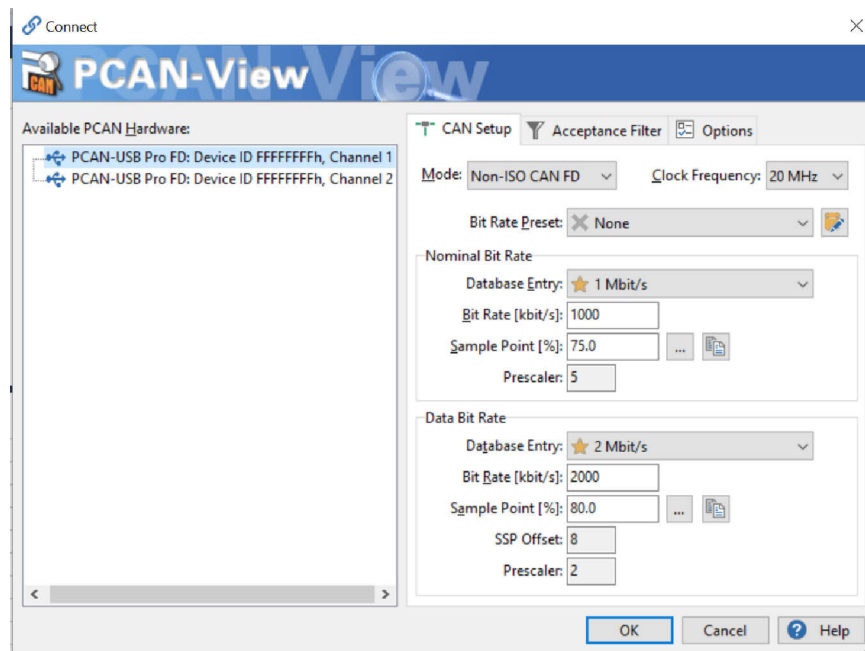 Connect
PCAN-View
Available PCAN Hardware:
PCAN-USB Pro FD: Device ID FFFFFFFFh, Channel 1
PCAN-USB Pro FD: Device ID FFFFFFFFh, Channel 2
CAN Setup Acceptance Filter Options
Mode: Non-ISO CAN FD Clock Frequency: 20 MHz
Bit Rate Preset: None
Nominal Bit Rate
Database Entry: 1 Mbit/s
Bit Rate [kbit/s]: 1000
Sample Point [%]: 75.0 ...
Prescaler: 5
Data Bit Rate
Database Entry: 2 Mbit/s
Bit Rate [kbit/s]: 2000
Sample Point [%]: 80.0 ...
SSP Offset: 8
Prescaler: 2
OK Cancel Help